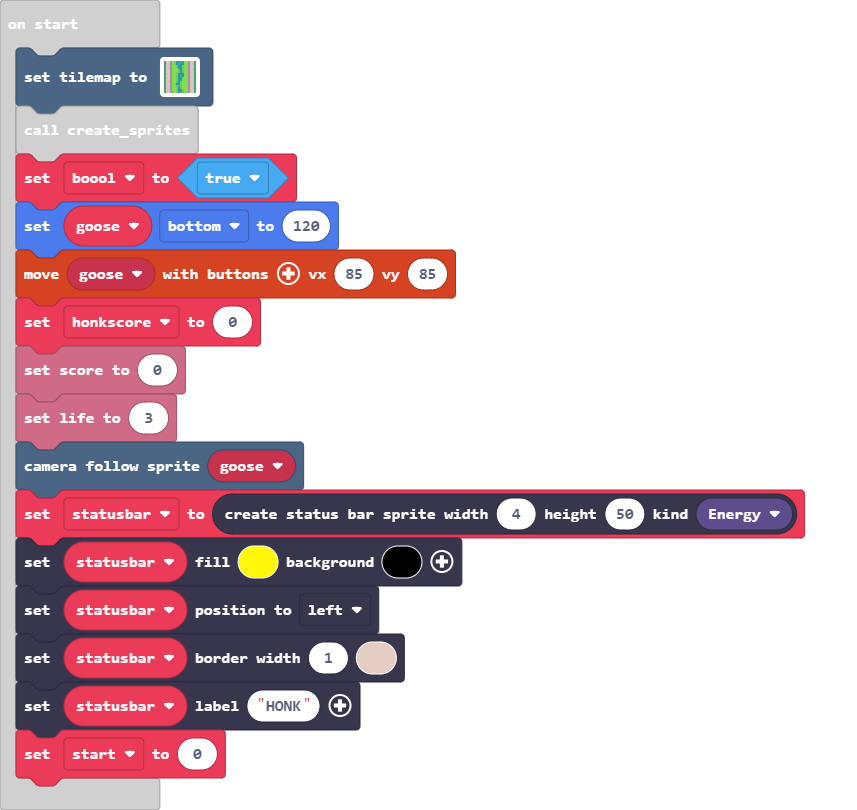 on start
set tilemap to
call create_sprites
set boool to true
set goose bottom to 120
move goose with buttons vx 85 vy 85
set honkscore to 0
set score to 0
set life to 3
camera follow sprite goose
set statusbar to create status bar sprite width 4 height 50 kind Energy
set statusbar fill background
set statusbar position to left
set statusbar border width 1
set statusbar label "HONK"
set start to 0